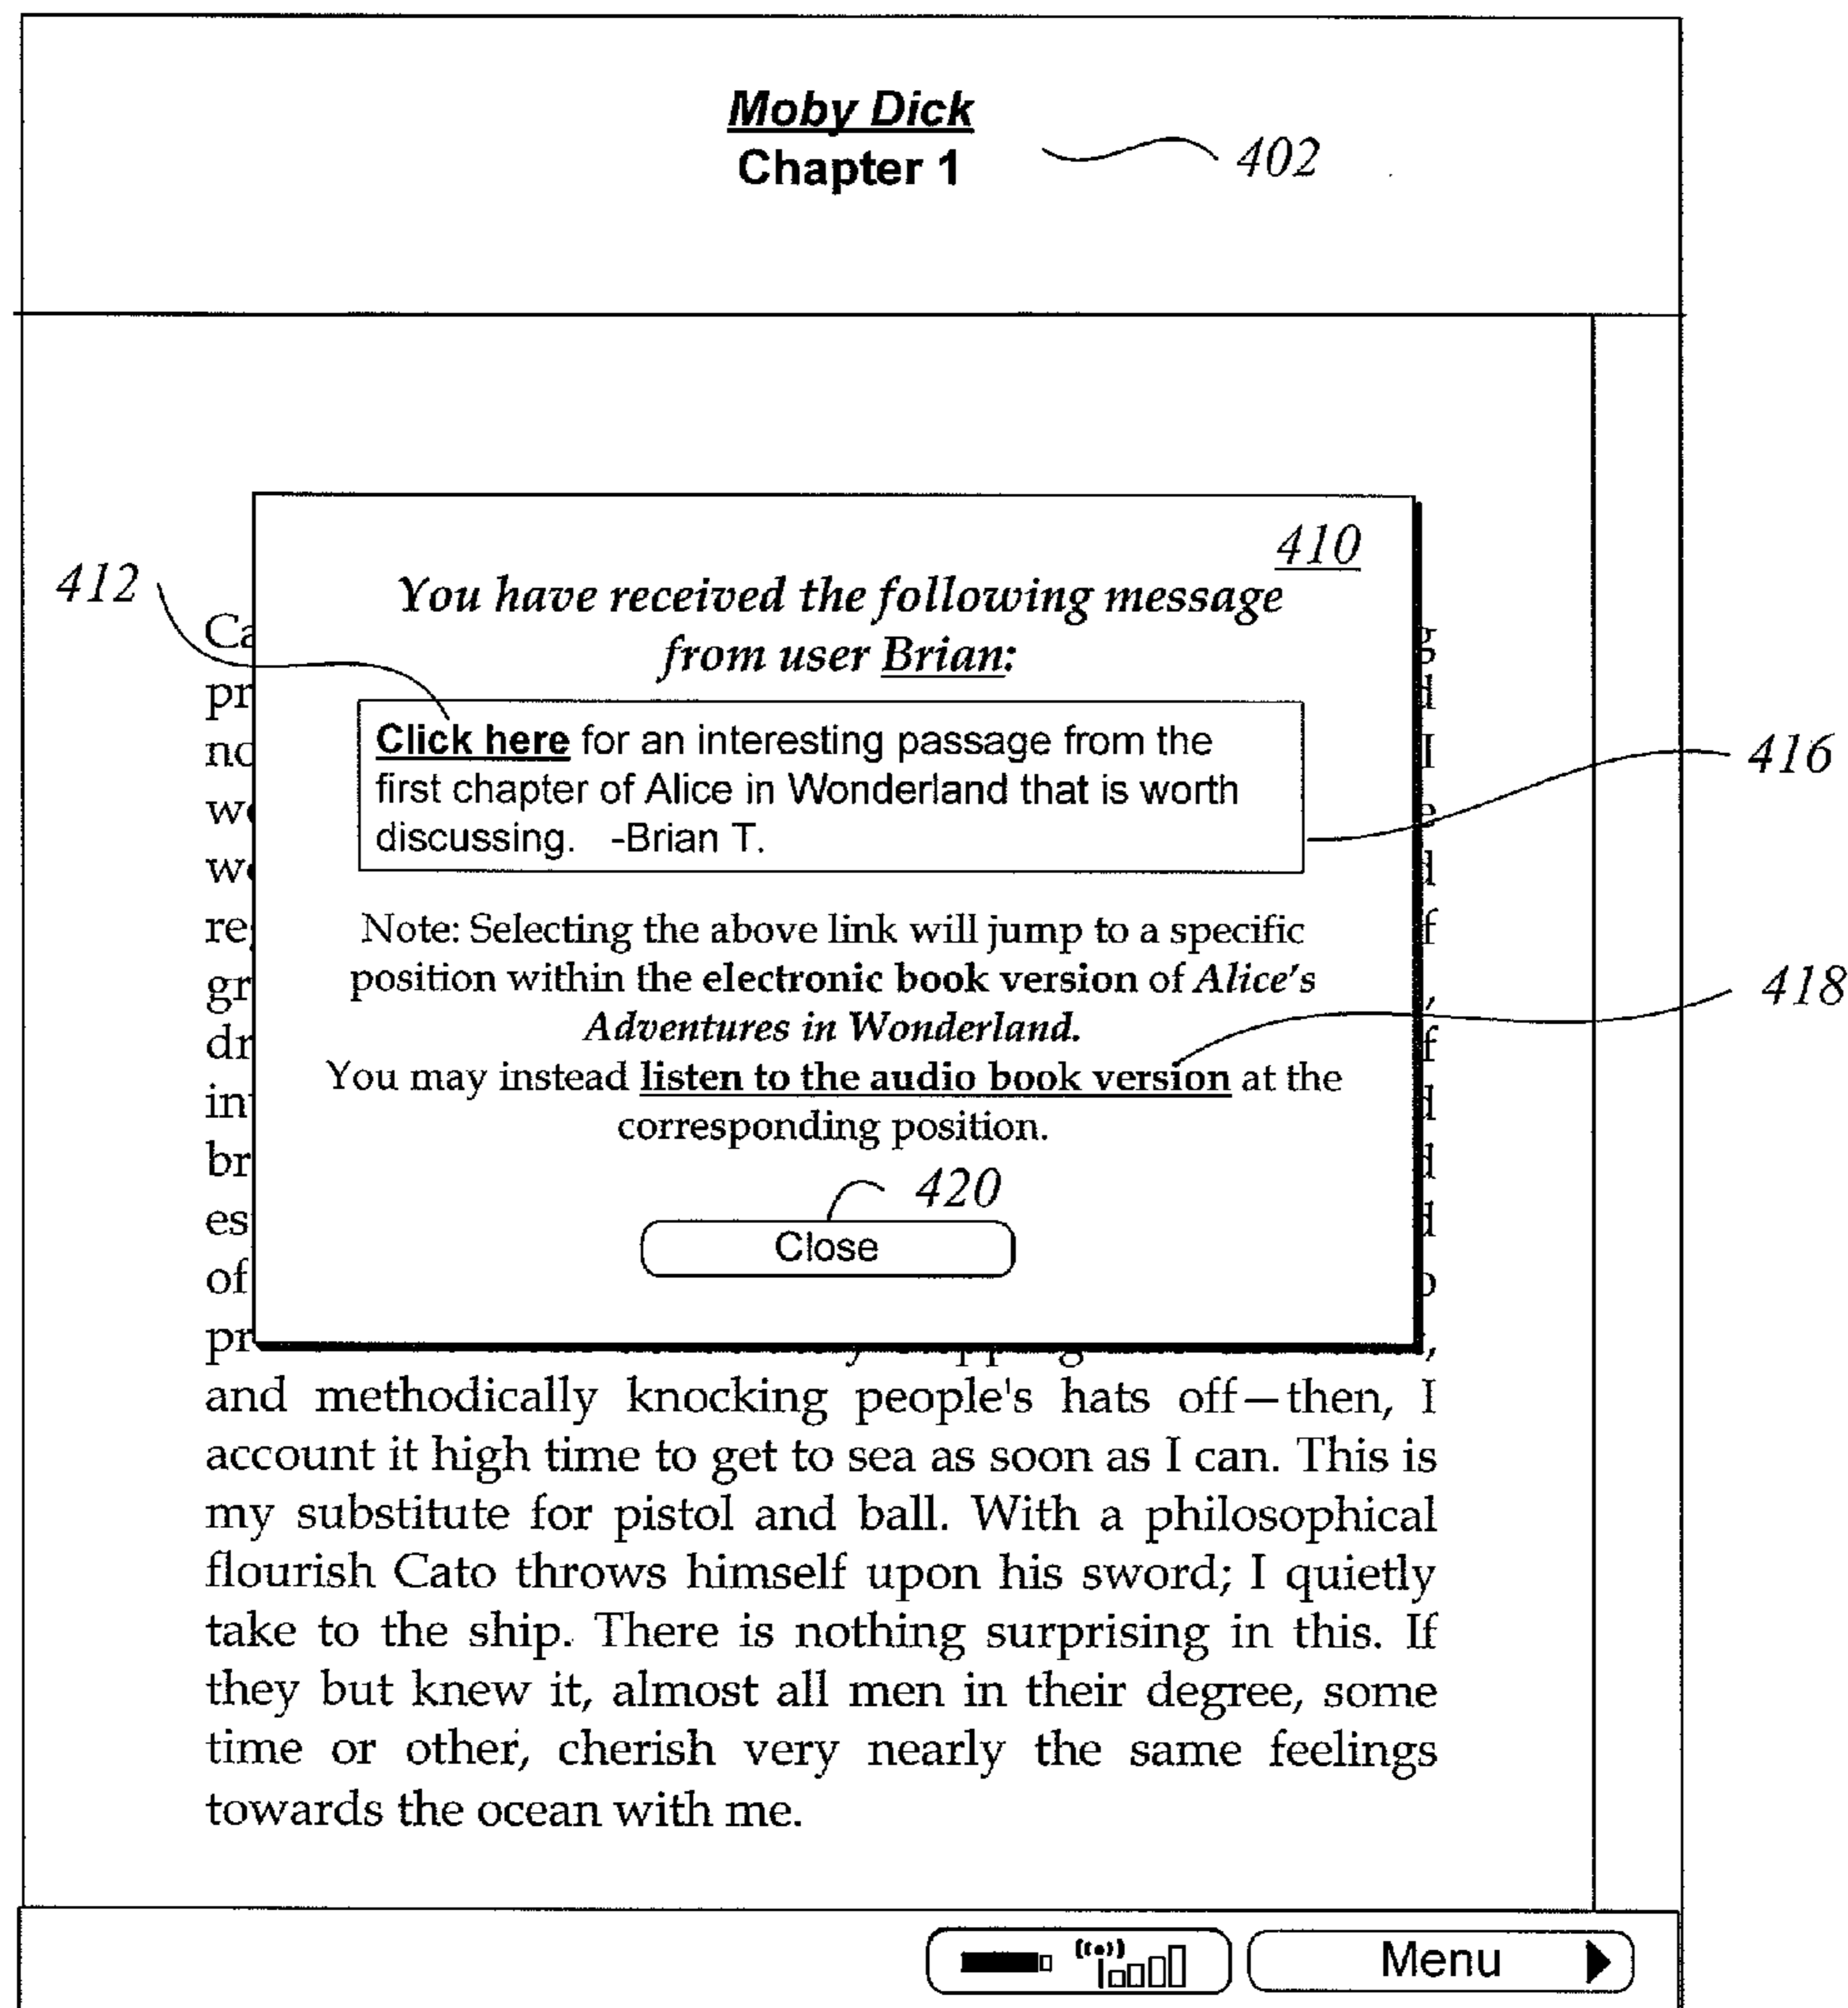 Moby Dick
Chapter 1
402
410
412
You have received the following message
from user Brian:
Click here for an interesting passage from the
first chapter of Alice in Wonderland that is worth
discussing. -Brian T.
416
Note: Selecting the above link will jump to a specific
position within the electronic book version of Alice's
Adventures in Wonderland.
418
You may instead listen to the audio book version at the
corresponding position.
420
Close
and methodically knocking people's hats off—then, I
account it high time to get to sea as soon as I can. This is
my substitute for pistol and ball. With a philosophical
flourish Cato throws himself upon his sword; I quietly
take to the ship. There is nothing surprising in this. If
they but knew it, almost all men in their degree, some
time or other, cherish very nearly the same feelings
towards the ocean with me.
Menu